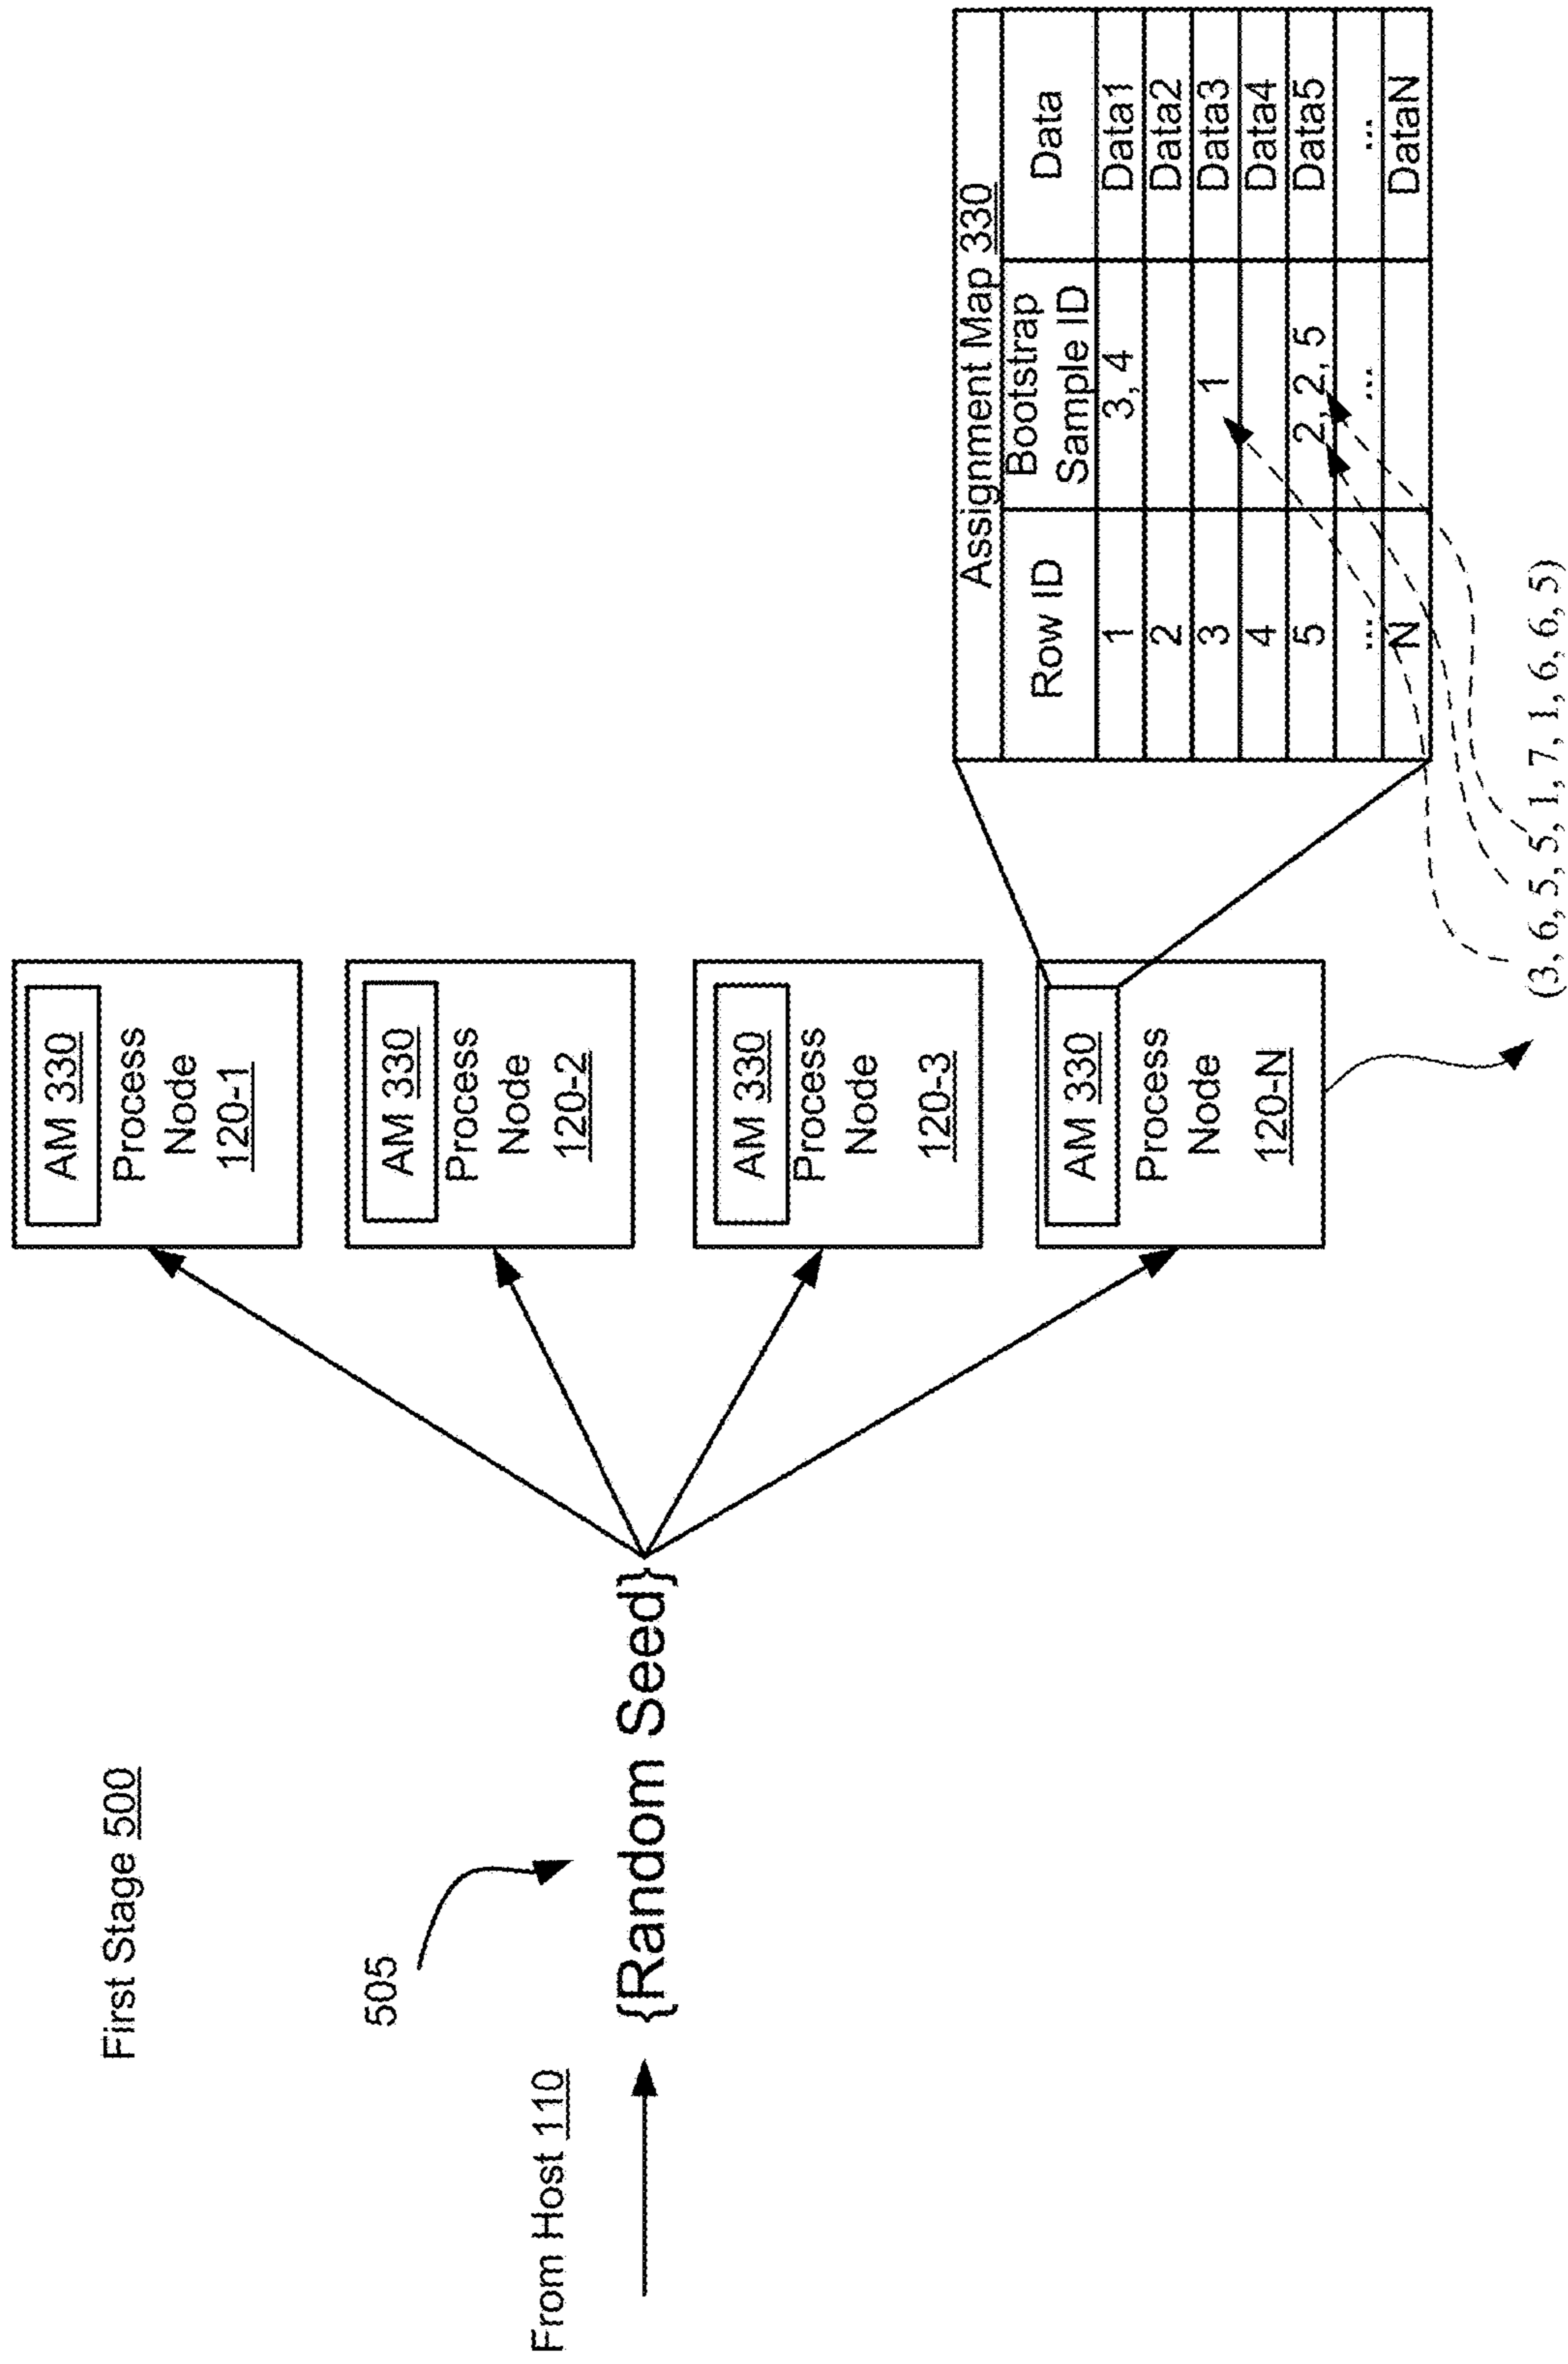 First Stage 500
From Host 110
505
{Random Seed}
AM 330
Process
Node
120-1
AM 330
Process
Node
120-2
AM 330
Process
Node
120-3
AM 330
Process
Node
120-N
Assignment Map 330
Row ID
Bootstrap
Sample ID
Data
1
3, 4
Data1
2
Data2
3
1
Data3
4
Data4
5
2, 2, 5
Data5
...
...
...
N
DataN
(3, 6, 5, 5, 1, 7, 1, 6, 6, 5)